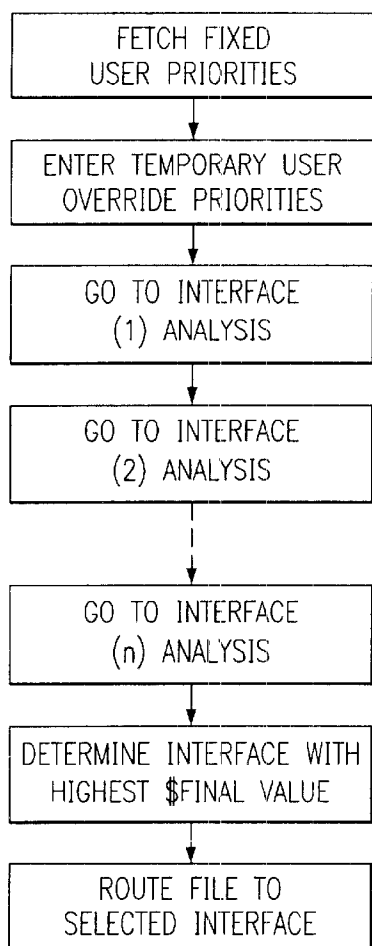 FETCH FIXED
USER PRIORITIES
ENTER TEMPORARY USER
OVERRIDE PRIORITIES
GO TO INTERFACE
(1) ANALYSIS
GO TO INTERFACE
(2) ANALYSIS
GO TO INTERFACE
(n) ANALYSIS
DETERMINE INTERFACE WITH
HIGHEST $FINAL VALUE
ROUTE FILE TO
SELECTED INTERFACE